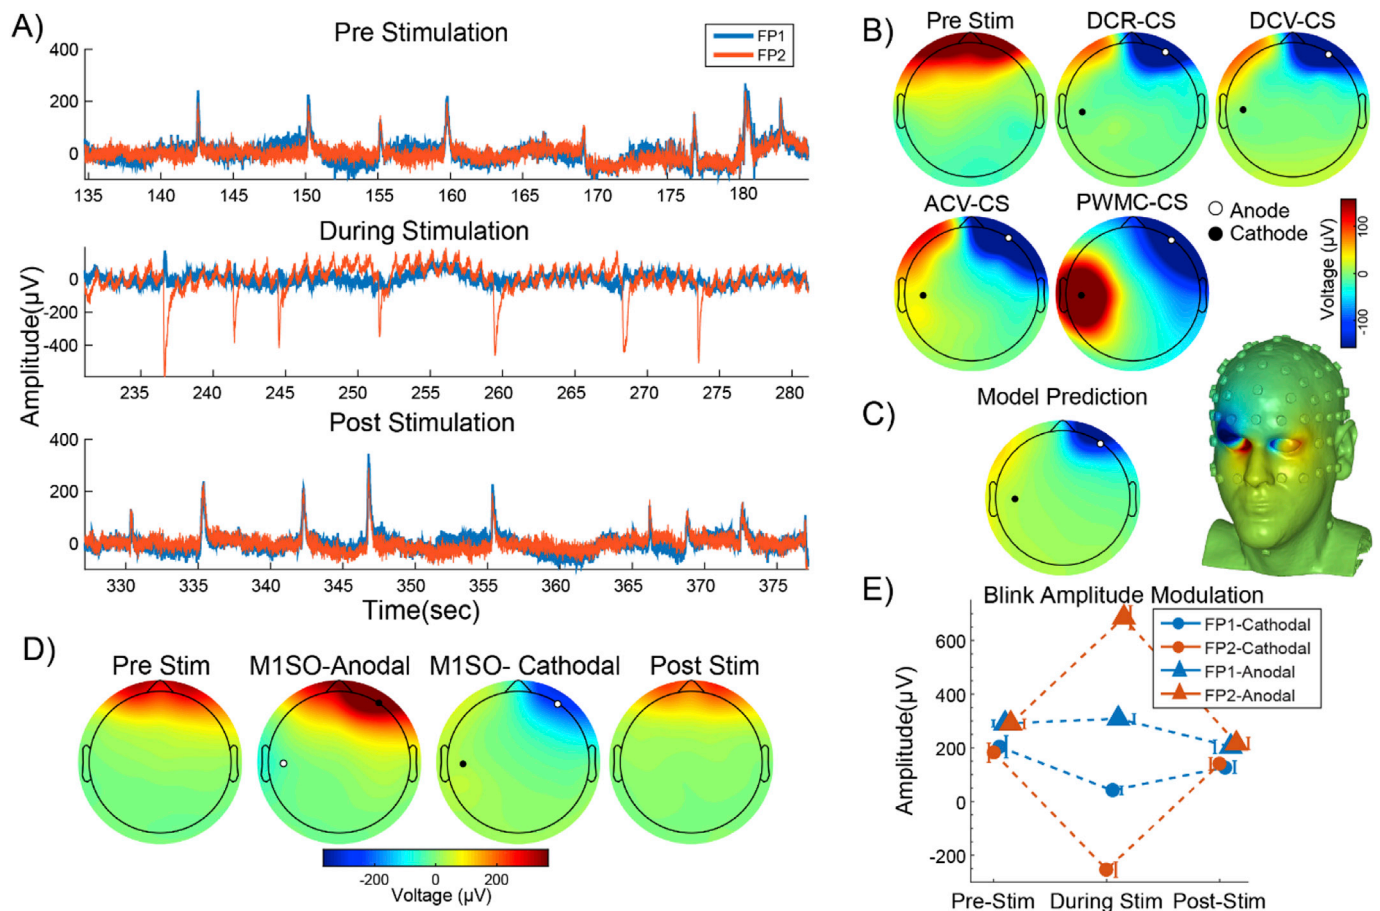 A)
Pre Stimulation
FP1
FP2
400
200
0
135 140 145 150 155 160 165 170 175 180
During Stimulation
0
-200
-400
235 240 245 250 255 260 265 270 275 280
Amplitude(µV)
Post Stimulation
400
200
0
330 335 340 345 350 355 360 365 370 375
Time(sec)
B)
Pre Stim DCR-CS DCV-CS
ACV-CS PWMC-CS
Anode
Cathode
Voltage (µV)
100
0
-100
C)
Model Prediction
D)
Pre Stim M1SO-Anodal M1SO- Cathodal Post Stim
-200 0 200
Voltage (µV)
E)
Blink Amplitude Modulation
FP1-Cathodal
FP2-Cathodal
FP1-Anodal
FP2-Anodal
Amplitude(µV)
600
400
200
0
-200
Pre-Stim During Stim Post-Stim